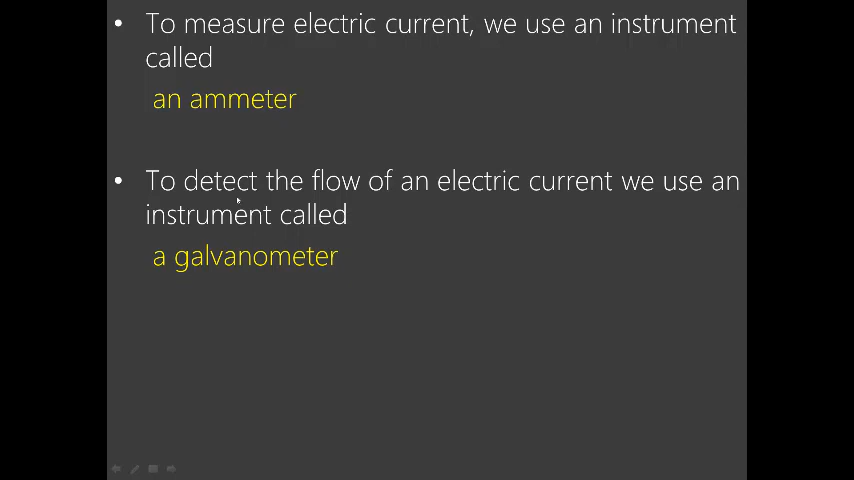 • To measure electric current, we use an instrument
called
an ammeter
• To detect the flow of an electric current we use an
instrument called
a galvanometer